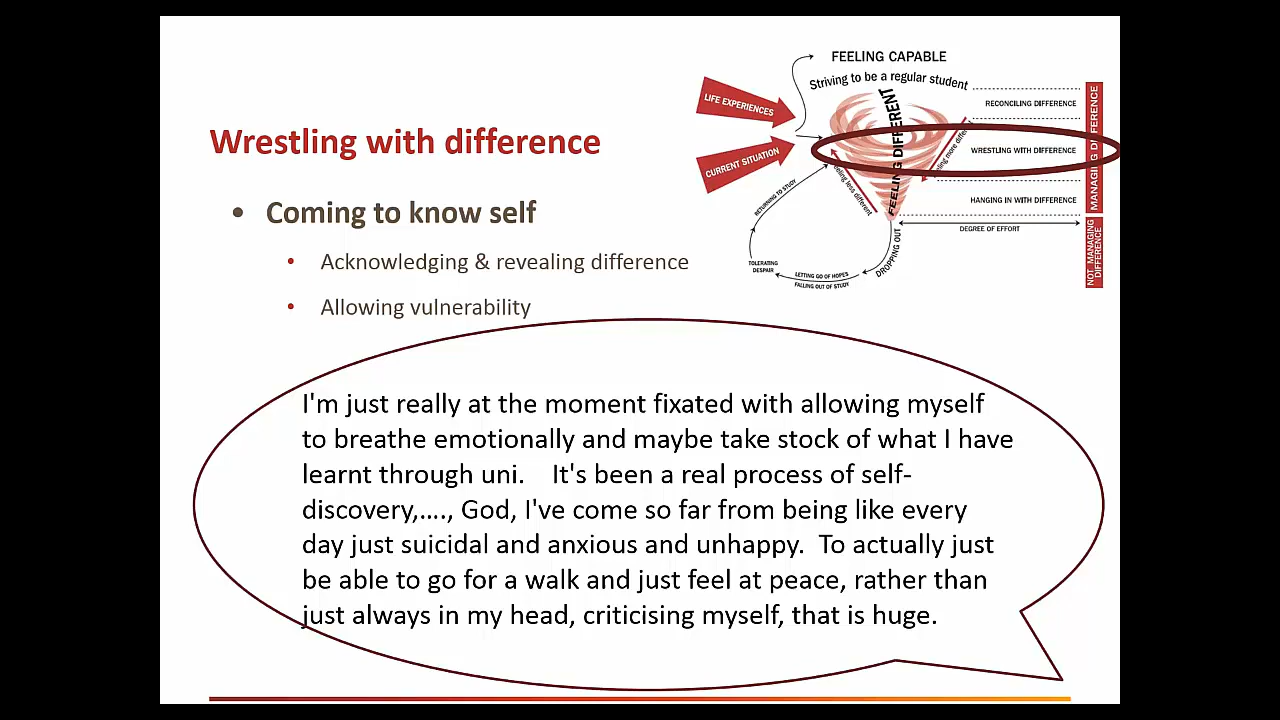 Wrestling with difference
• Coming to know self
• Acknowledging & revealing difference
• Allowing vulnerability
FEELING CAPABLE
Striving to be a regular student
LIFE EXPERIENCES
CURRENT SITUATION
FEELING DIFFERENT
feeling more different
feeling less different
RECONCILING DIFFERENCE
WRESTLING WITH DIFFERENCE
HANGING IN WITH DIFFERENCE
DEGREE OF EFFORT
MANAGING DIFFERENCE
NOT MANAGING
DIFFERENCE
RETURNING TO STUDY
TOLERATING
DESPAIR
LETTING GO OF HOPES
FALLING OUT OF STUDY
DROPPING OUT
I'm just really at the moment fixated with allowing myself
to breathe emotionally and maybe take stock of what I have
learnt through uni. It's been a real process of self-
discovery,...., God, I've come so far from being like every
day just suicidal and anxious and unhappy. To actually just
be able to go for a walk and just feel at peace, rather than
just always in my head, criticising myself, that is huge.